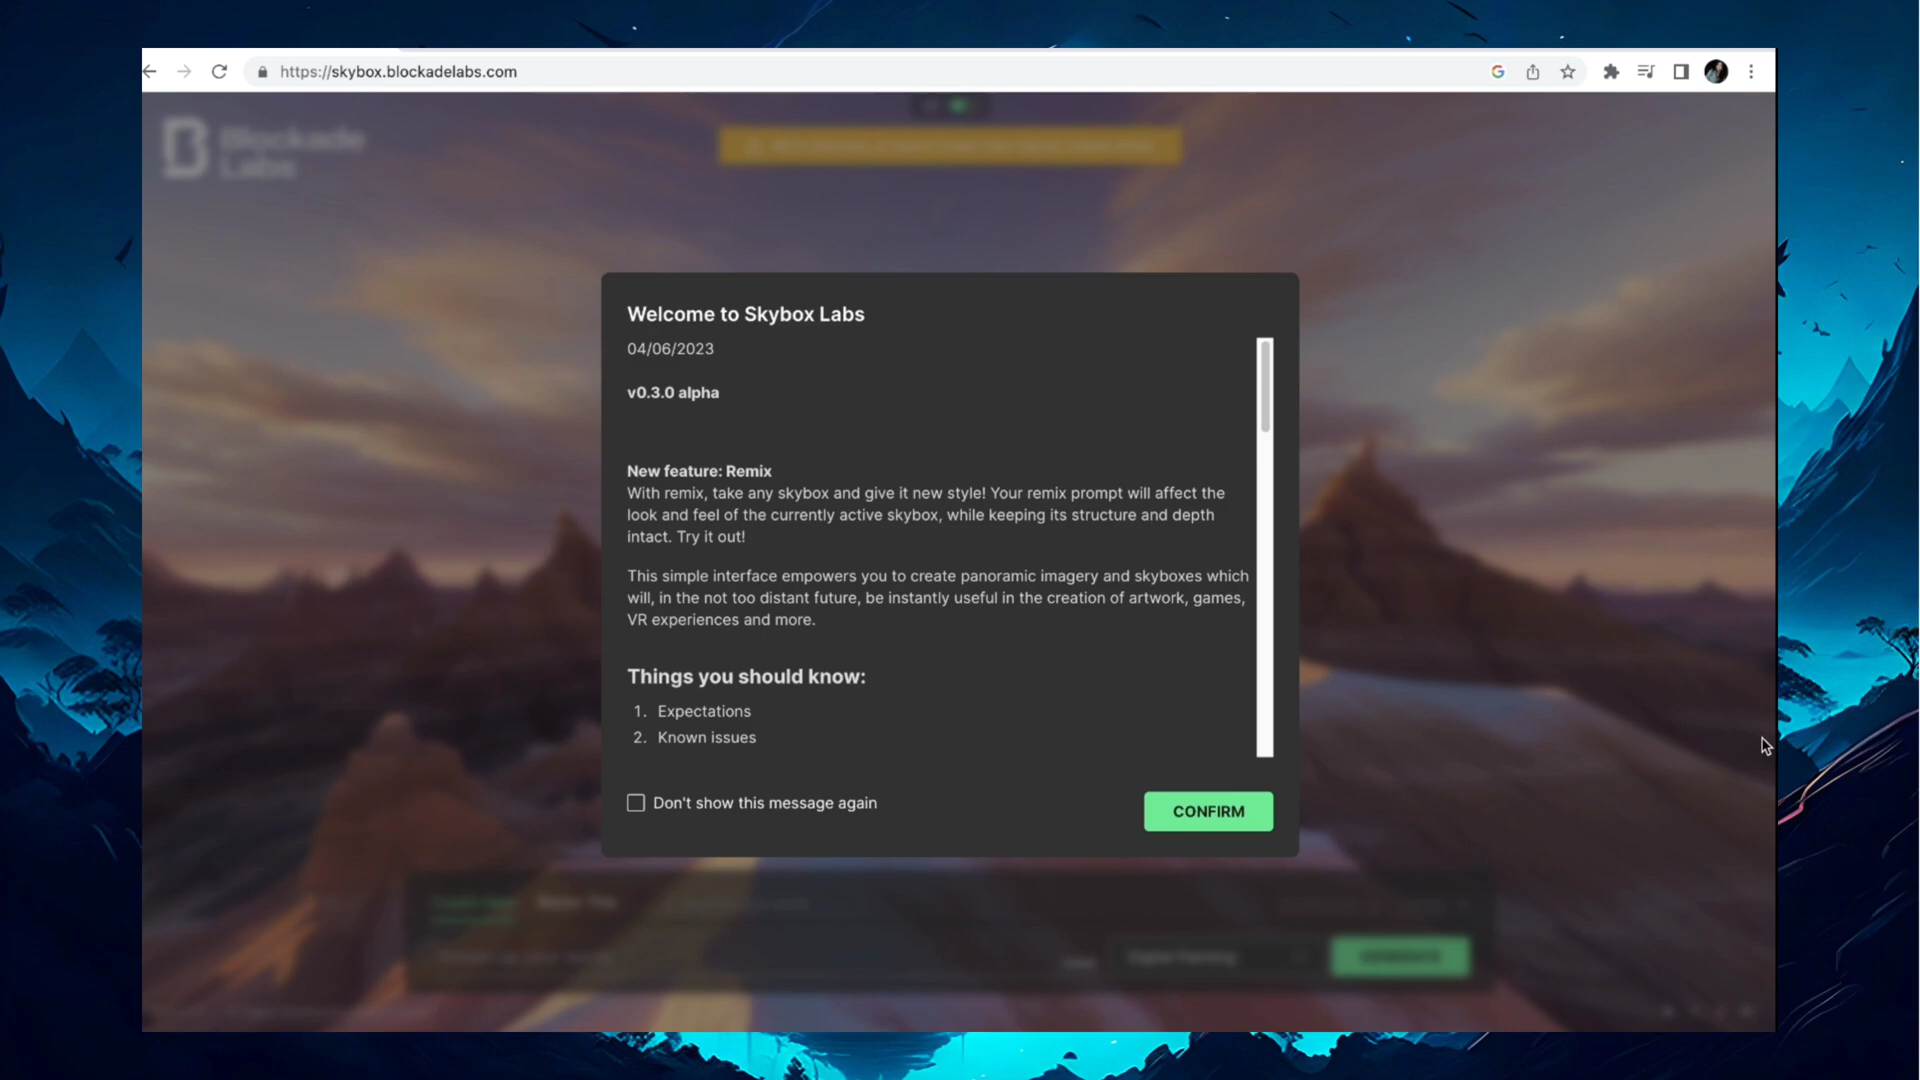 https://skybox.blockadelabs.com
Blockade
Labs
Welcome to Skybox Labs
04/06/2023
v0.3.0 alpha
New feature: Remix
With remix, take any skybox and give it new style! Your remix prompt will affect the
look and feel of the currently active skybox, while keeping its structure and depth
intact. Try it out!
This simple interface empowers you to create panoramic imagery and skyboxes which
will, in the not too distant future, be instantly useful in the creation of artwork, games,
VR experiences and more.
Things you should know:
1. Expectations
2. Known issues
Don't show this message again
CONFIRM
Digital Painting
GENERATE